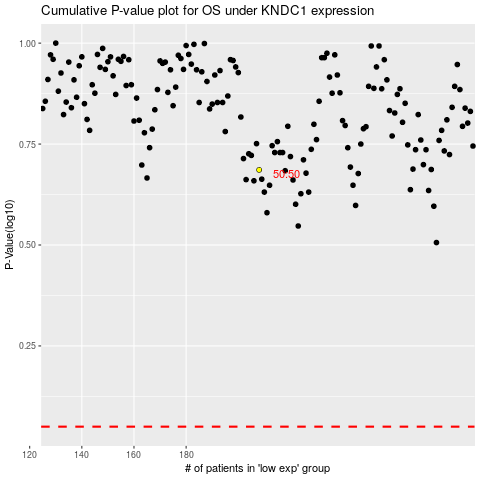 Cumulative P-value plot for OS under KNDC1 expression
P-Value(log10)
1.00
0.75
0.50
0.25
50:50
120 140 160 180
# of patients in 'low exp' group